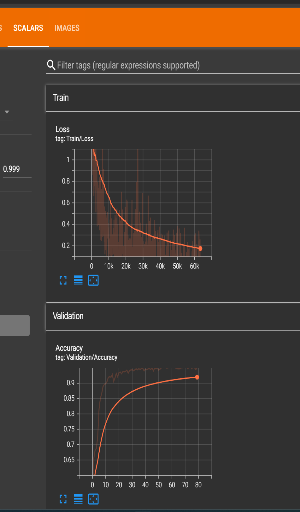 S SCALARS IMAGES
Filter tags (regular expressions supported)
Train
Loss
tag: Train/Loss
1
0.8
0.6
0.4
0.2
0 10k 20k 30k 40k 50k 60k
0.999
Validation
Accuracy
tag: Validation/Accuracy
0.9
0.85
0.8
0.75
0.7
0.65
0 10 20 30 40 50 60 70 80